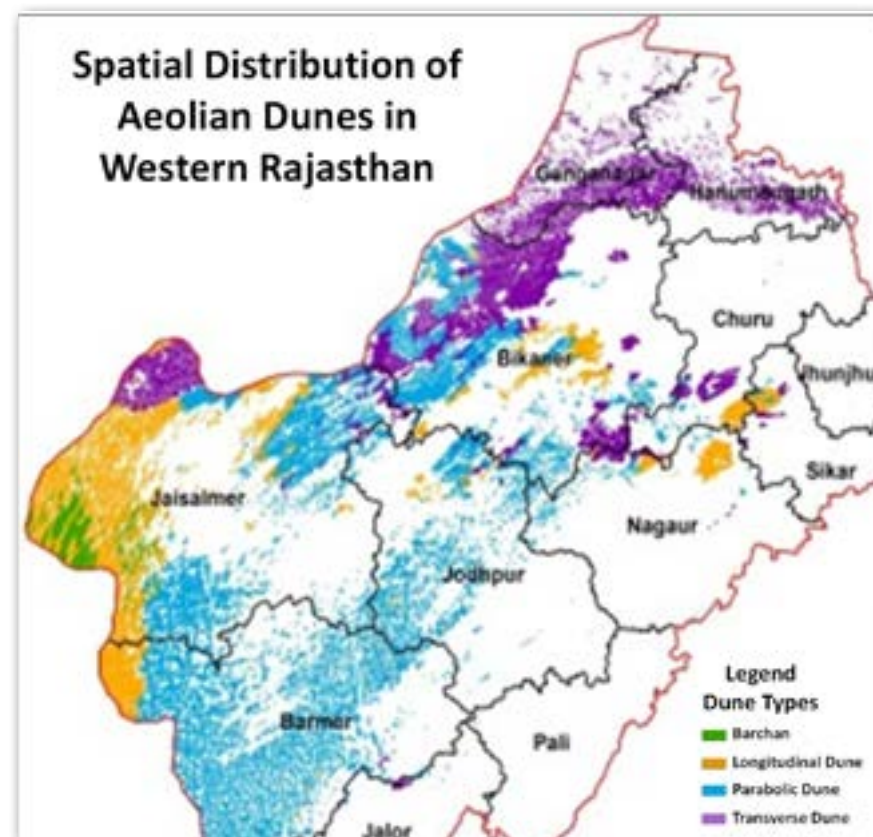 Spatial Distribution of
Aeolian Dunes in
Western Rajasthan
Ganganagar
Hanumangarh
Churu
Jhunjhu
Bikaner
Sikar
Jaisalmer
Nagaur
Jodhpur
Barmer
Pali
Jalor
Legend
Dune Types
Barchan
Longitudinal Dune
Parabolic Dune
Transverse Dune